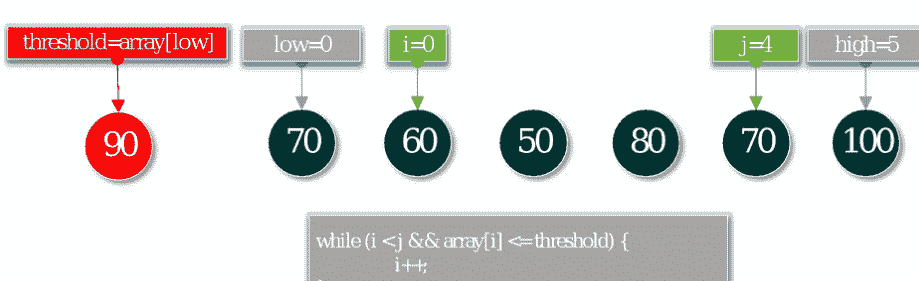 threshold=array[low] low=0 i=0 j=4 high=5
90 70 60 50 80 70 100
while (i < j && array[i] <= threshold) {
i++;